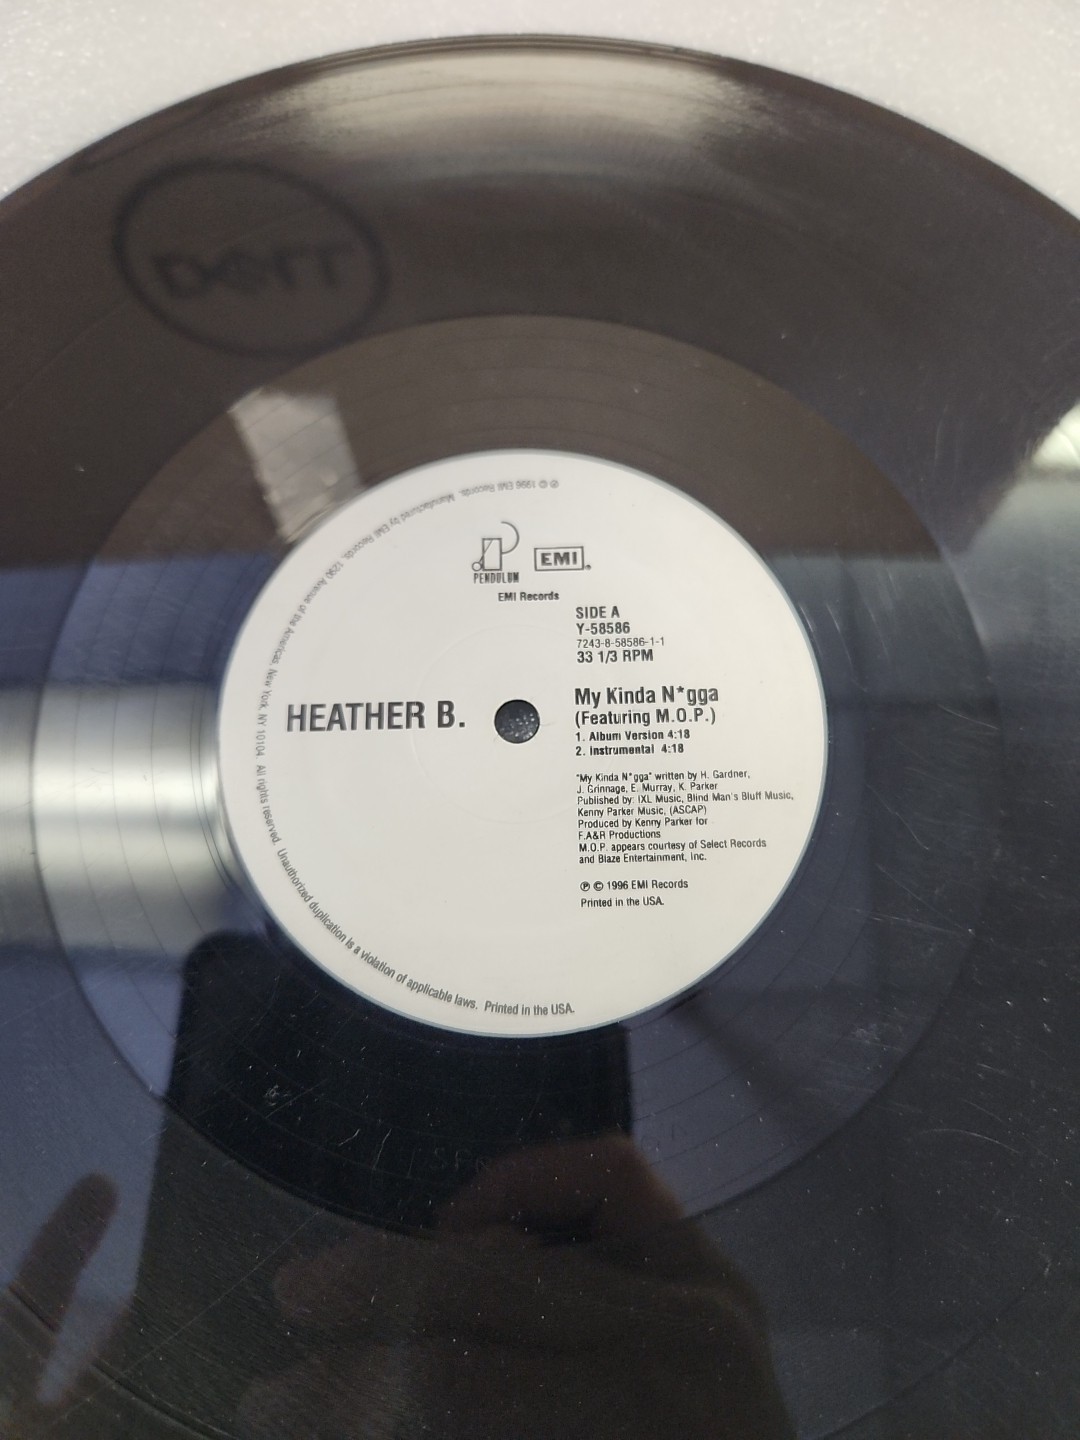 PENDULUM
EMI
EMI Records
SIDE A
Y-58586
7243-8-58586-1-1
33 1/3 RPM
HEATHER B.
My Kinda N*gga
(Featuring M.O.P.)
1. Album Version 4:18
2. Instrumental 4:18
"My Kinda N*gga" written by H. Gardner,
J. Grinnage, E. Murray, K. Parker
Published by: IXL Music, Blind Man's Bluff Music,
Kenny Parker Music, (ASCAP)
Produced by Kenny Parker for
F.A&R Productions
M.O.P. appears courtesy of Select Records
and Blaze Entertainment, Inc.
℗ © 1996 EMI Records
Printed in the USA.
℗ © 1996 EMI Records. Manufactured by EMI Records, 1290 Avenue of the Americas, New York, NY 10104. All rights reserved. Unauthorized duplication is a violation of applicable laws. Printed in the USA.
DELL